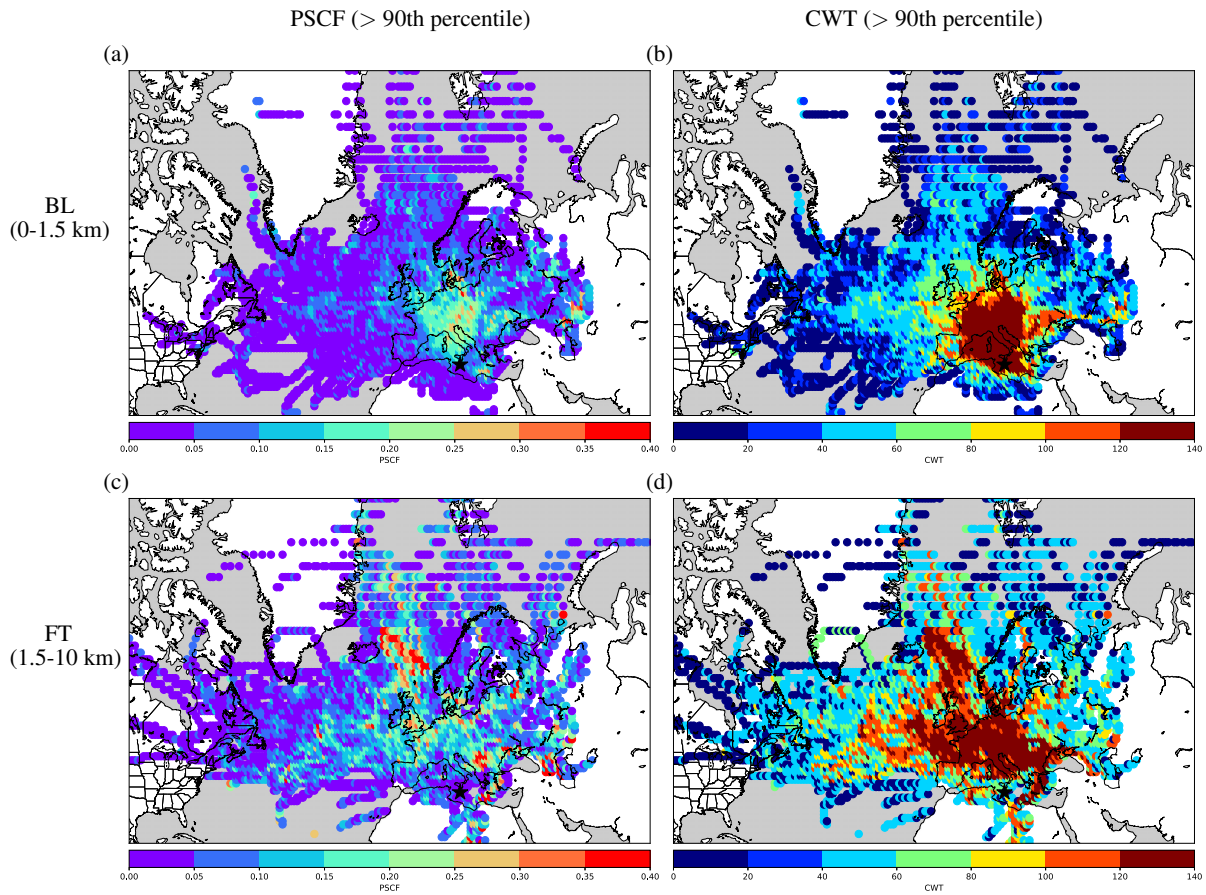 PSCF (> 90th percentile)
CWT (> 90th percentile)
(a)
(b)
BL
(0-1.5 km)
0.00 0.05 0.10 0.15 0.20 0.25 0.30 0.35 0.40
PSCF
0 20 40 60 80 100 120 140
CWT
(c)
(d)
FT
(1.5-10 km)
0.00 0.05 0.10 0.15 0.20 0.25 0.30 0.35 0.40
PSCF
0 20 40 60 80 100 120 140
CWT